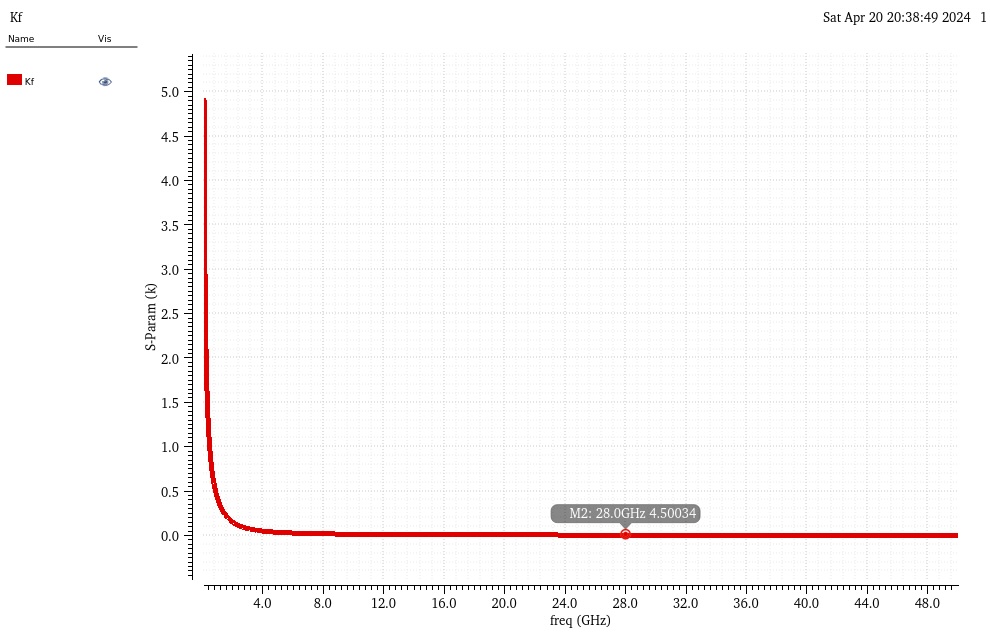 Kf
Sat Apr 20 20:38:49 2024 1
Name Vis
Kf
5.0
4.5
4.0
3.5
3.0
2.5
2.0
1.5
1.0
0.5
0.0
S-Param (k)
M2: 28.0GHz 4.50034
4.0 8.0 12.0 16.0 20.0 24.0 28.0 32.0 36.0 40.0 44.0 48.0
freq (GHz)